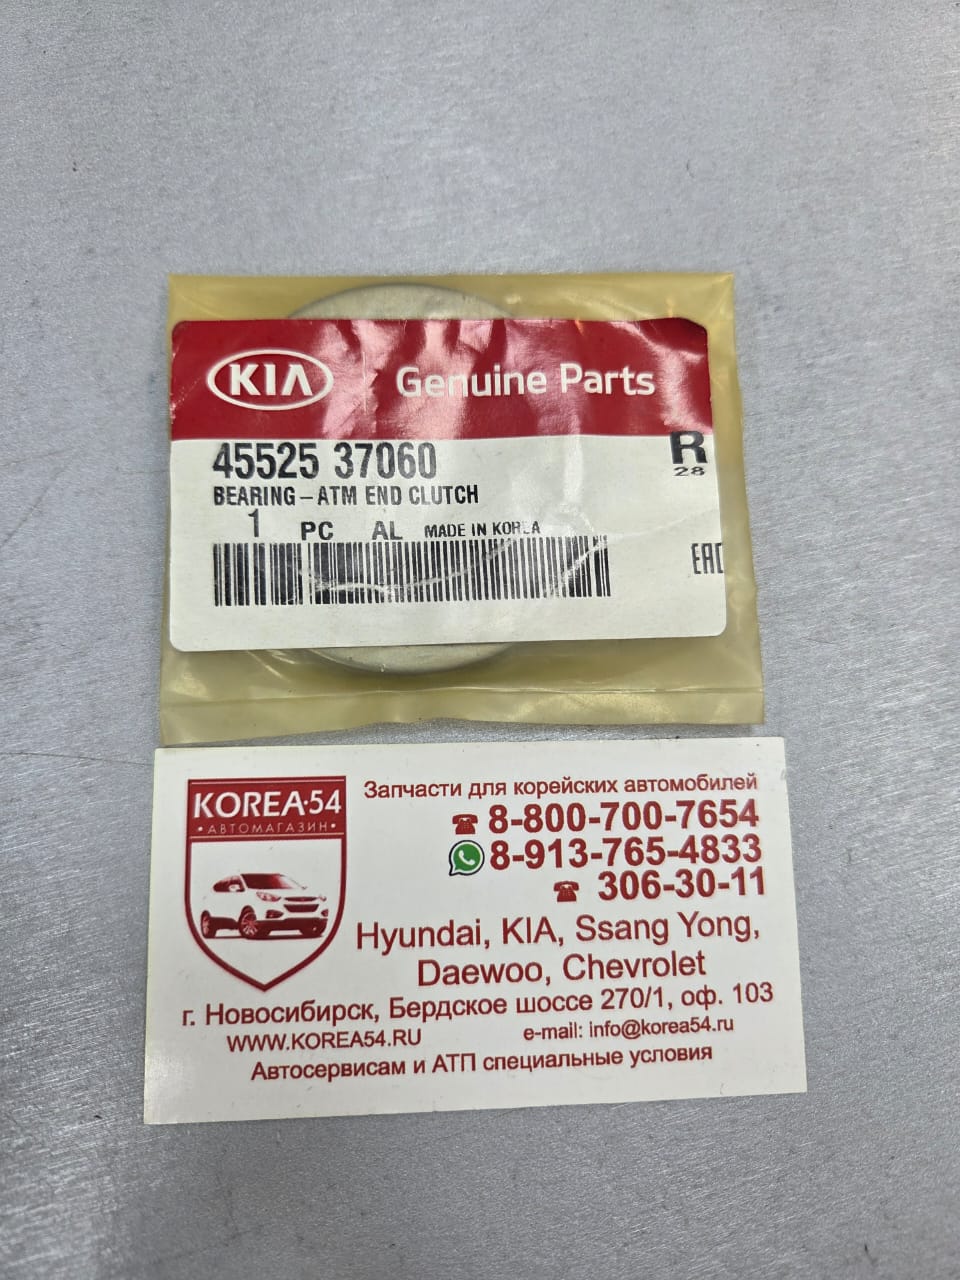 KIA Genuine Parts
45525 37060
R
28
BEARING-ATM END CLUTCH
1 PC AL MADE IN KOREA
EAC
KOREA·54
•АВТОМАГАЗИН•
Запчасти для корейских автомобилей
8-800-700-7654
8-913-765-4833
306-30-11
Hyundai, KIA, Ssang Yong,
Daewoo, Chevrolet
г. Новосибирск, Бердское шоссе 270/1, оф. 103
WWW.KOREA54.RU e-mail: info@korea54.ru
Автосервисам и АТП специальные условия